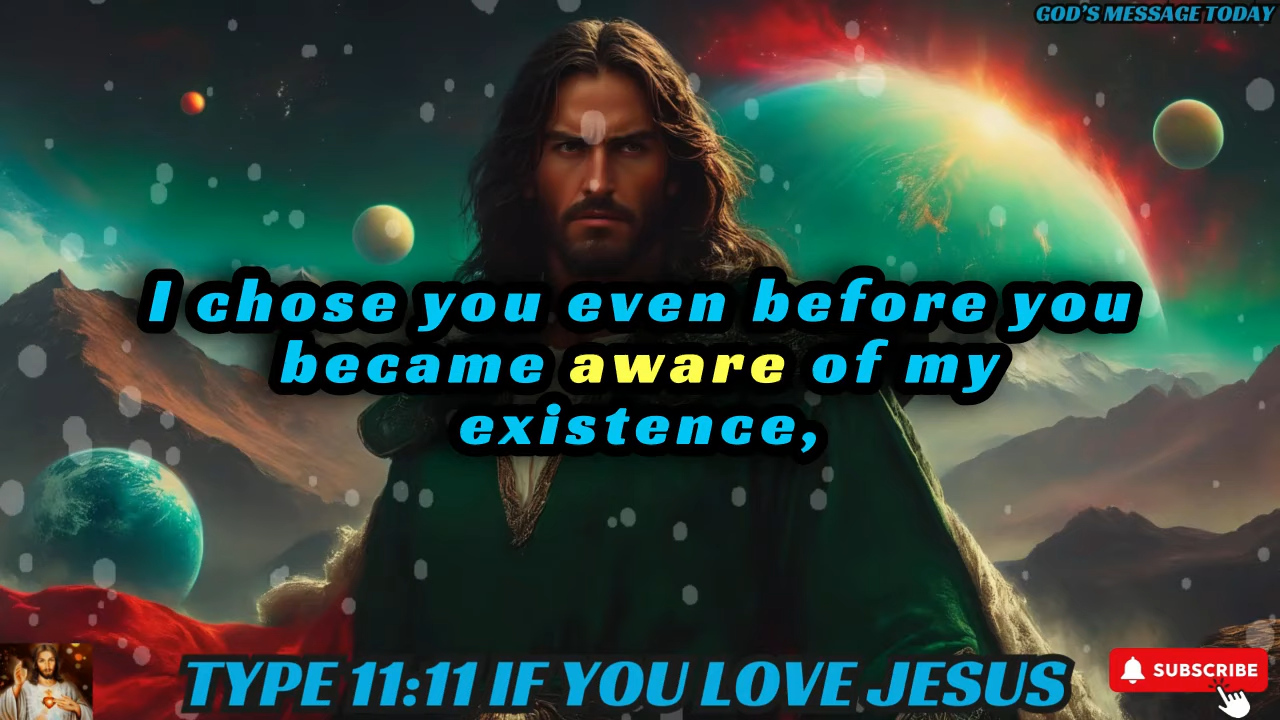 GOD'S MESSAGE TODAY
I chose you even before you
became aware of my
existence,
TYPE 11:11 IF YOU LOVE JESUS
SUBSCRIBE